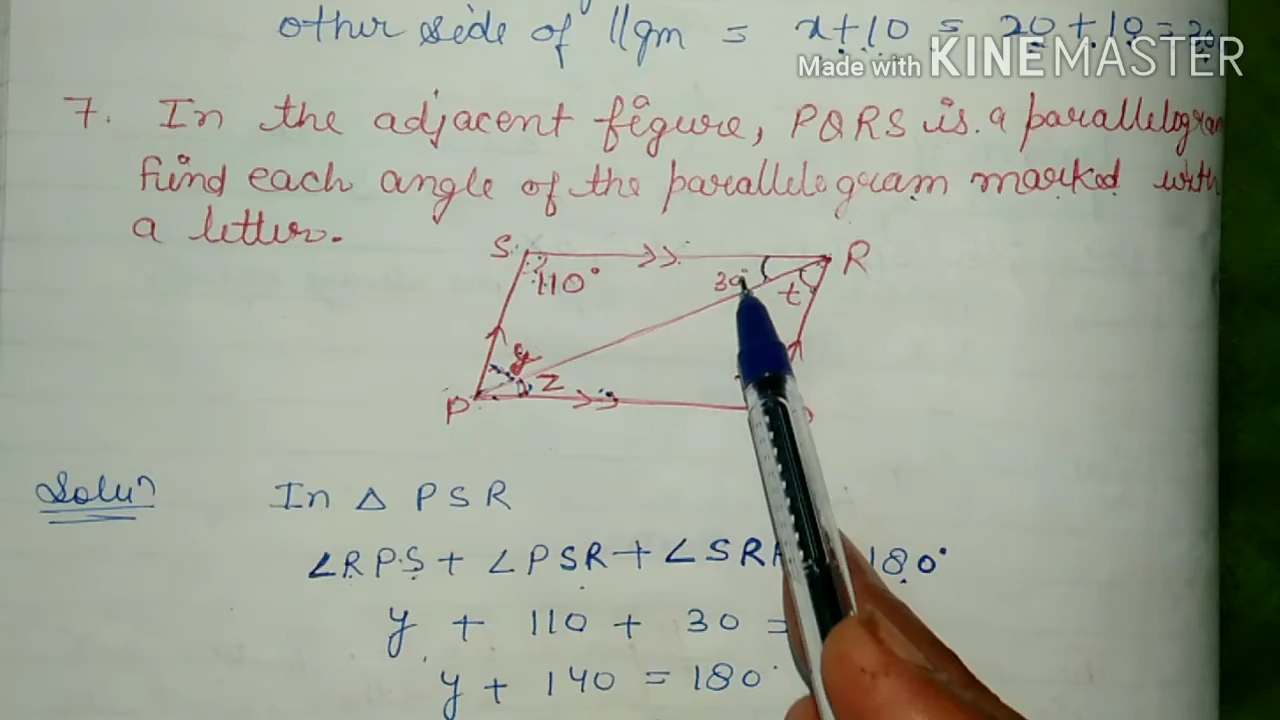 other side of ||gm = x+10 = 20+10=30
Made with KINEMASTER
7. In the adjacent figure, PQRS is a parallelogram
find each angle of the parallelogram marked with
a letter.
S R
110° 30° t
y
z
P
Solun In △ PSR
∠RPS + ∠PSR + ∠SRP 180°
y + 110 + 30 =
y + 140 = 180°